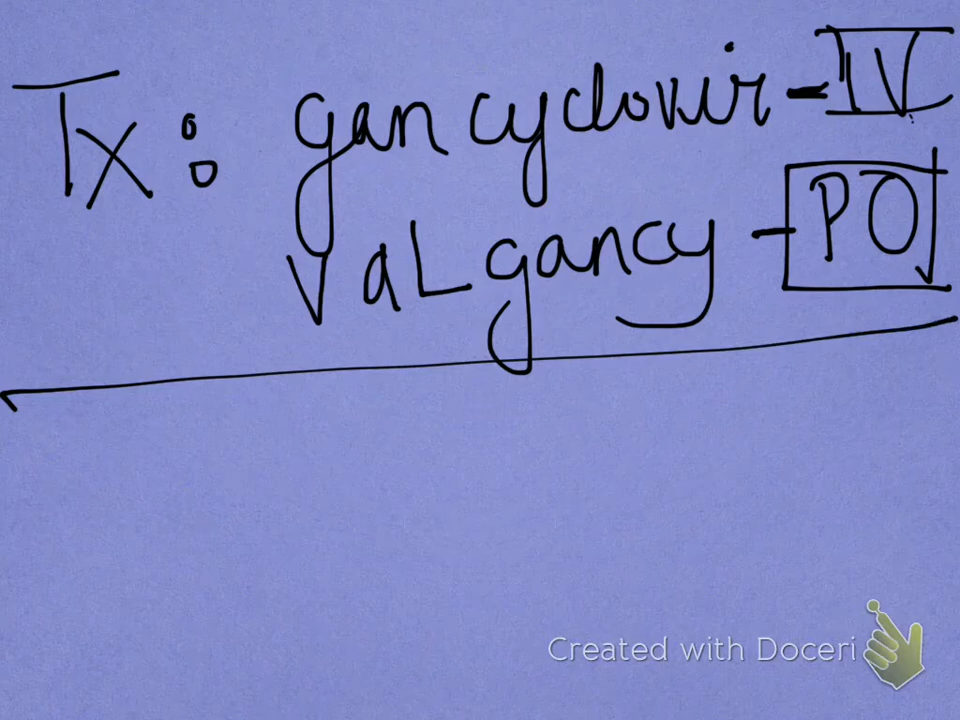 Tx: gancyclovir - IV
Valgancy - PO
Created with Doceri